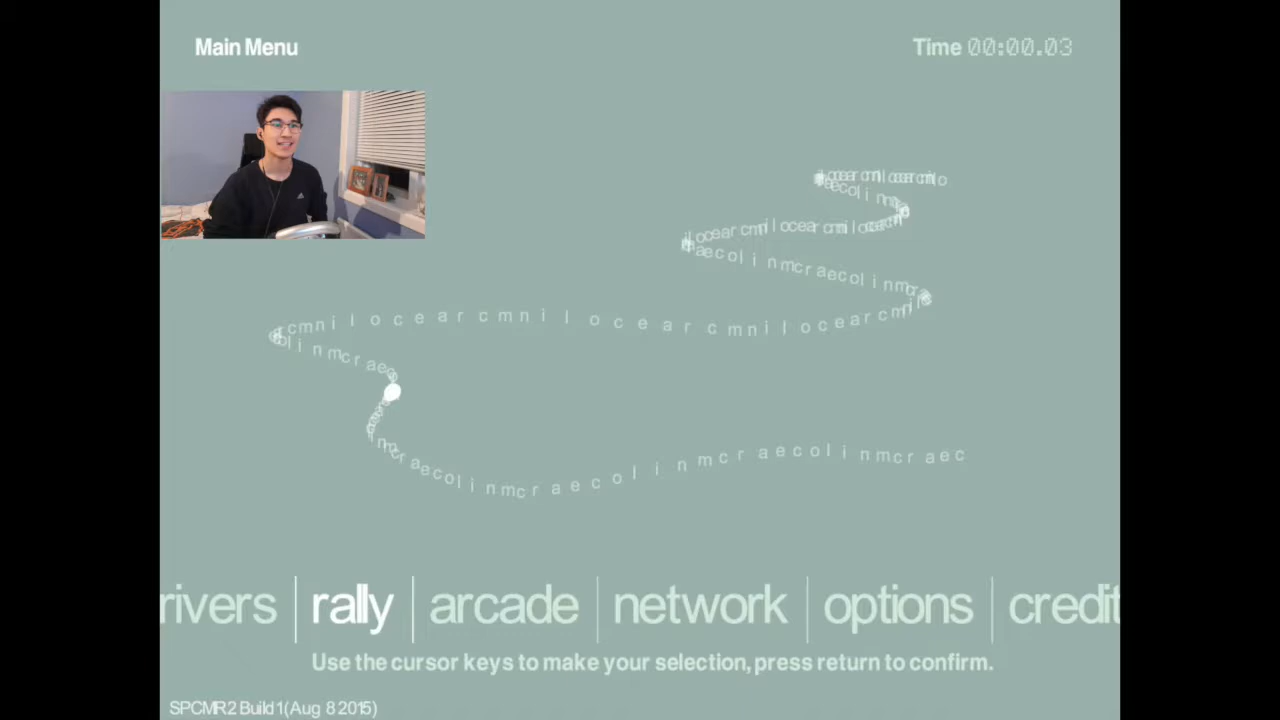 Main Menu
Time 00:00.03
rivers rally arcade network options credit
Use the cursor keys to make your selection, press return to confirm.
SPCMR2 Build 1 (Aug 8 2015)